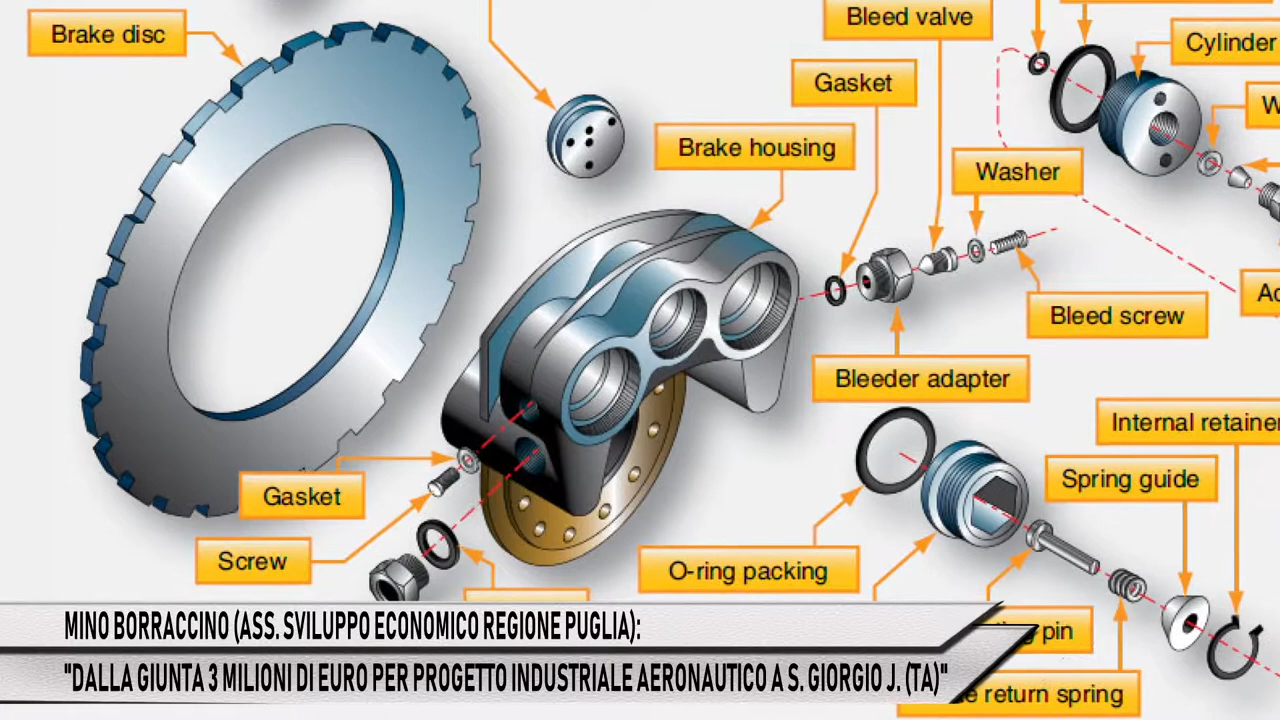 Bleed valve
Brake disc
Cylinder
Gasket
Brake housing
Washer
Bleed screw
Bleeder adapter
Internal retainer
Spring guide
Gasket
Screw
O-ring packing
pin
return spring
MINO BORRACCINO (ASS. SVILUPPO ECONOMICO REGIONE PUGLIA):
"DALLA GIUNTA 3 MILIONI DI EURO PER PROGETTO INDUSTRIALE AERONAUTICO A S. GIORGIO J. (TA)"